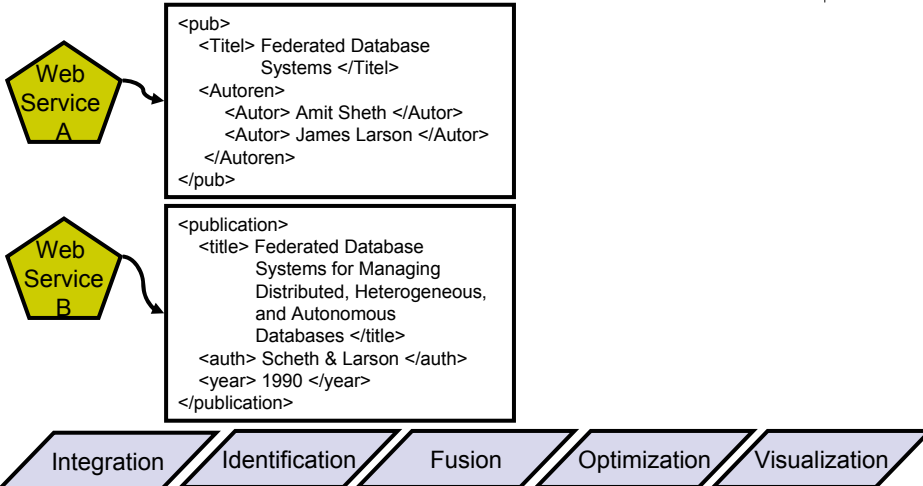 Web
Service
A
<pub>
<Titel> Federated Database
Systems </Titel>
<Autoren>
<Autor> Amit Sheth </Autor>
<Autor> James Larson </Autor>
</Autoren>
</pub>
Web
Service
B
<publication>
<title> Federated Database
Systems for Managing
Distributed, Heterogeneous,
and Autonomous
Databases </title>
<auth> Scheth & Larson </auth>
<year> 1990 </year>
</publication>
Integration
Identification
Fusion
Optimization
Visualization